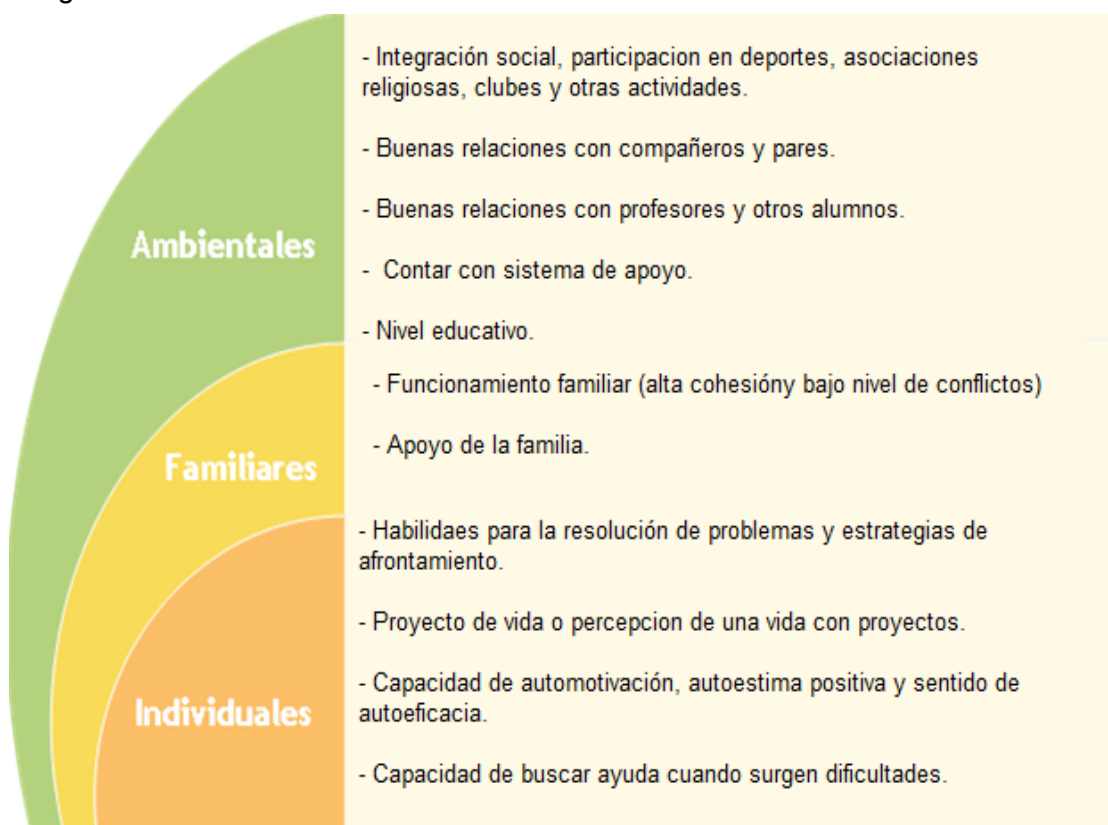 - Integración social, participacion en deportes, asociaciones
religiosas, clubes y otras actividades.
- Buenas relaciones con compañeros y pares.
- Buenas relaciones con profesores y otros alumnos.
Ambientales
- Contar con sistema de apoyo.
- Nivel educativo.
- Funcionamiento familiar (alta cohesióny bajo nivel de conflictos)
- Apoyo de la familia.
Familiares
- Habilidaes para la resolución de problemas y estrategias de
afrontamiento.
- Proyecto de vida o percepcion de una vida con proyectos.
- Capacidad de automotivación, autoestima positiva y sentido de
autoeficacia.
Individuales
- Capacidad de buscar ayuda cuando surgen dificultades.